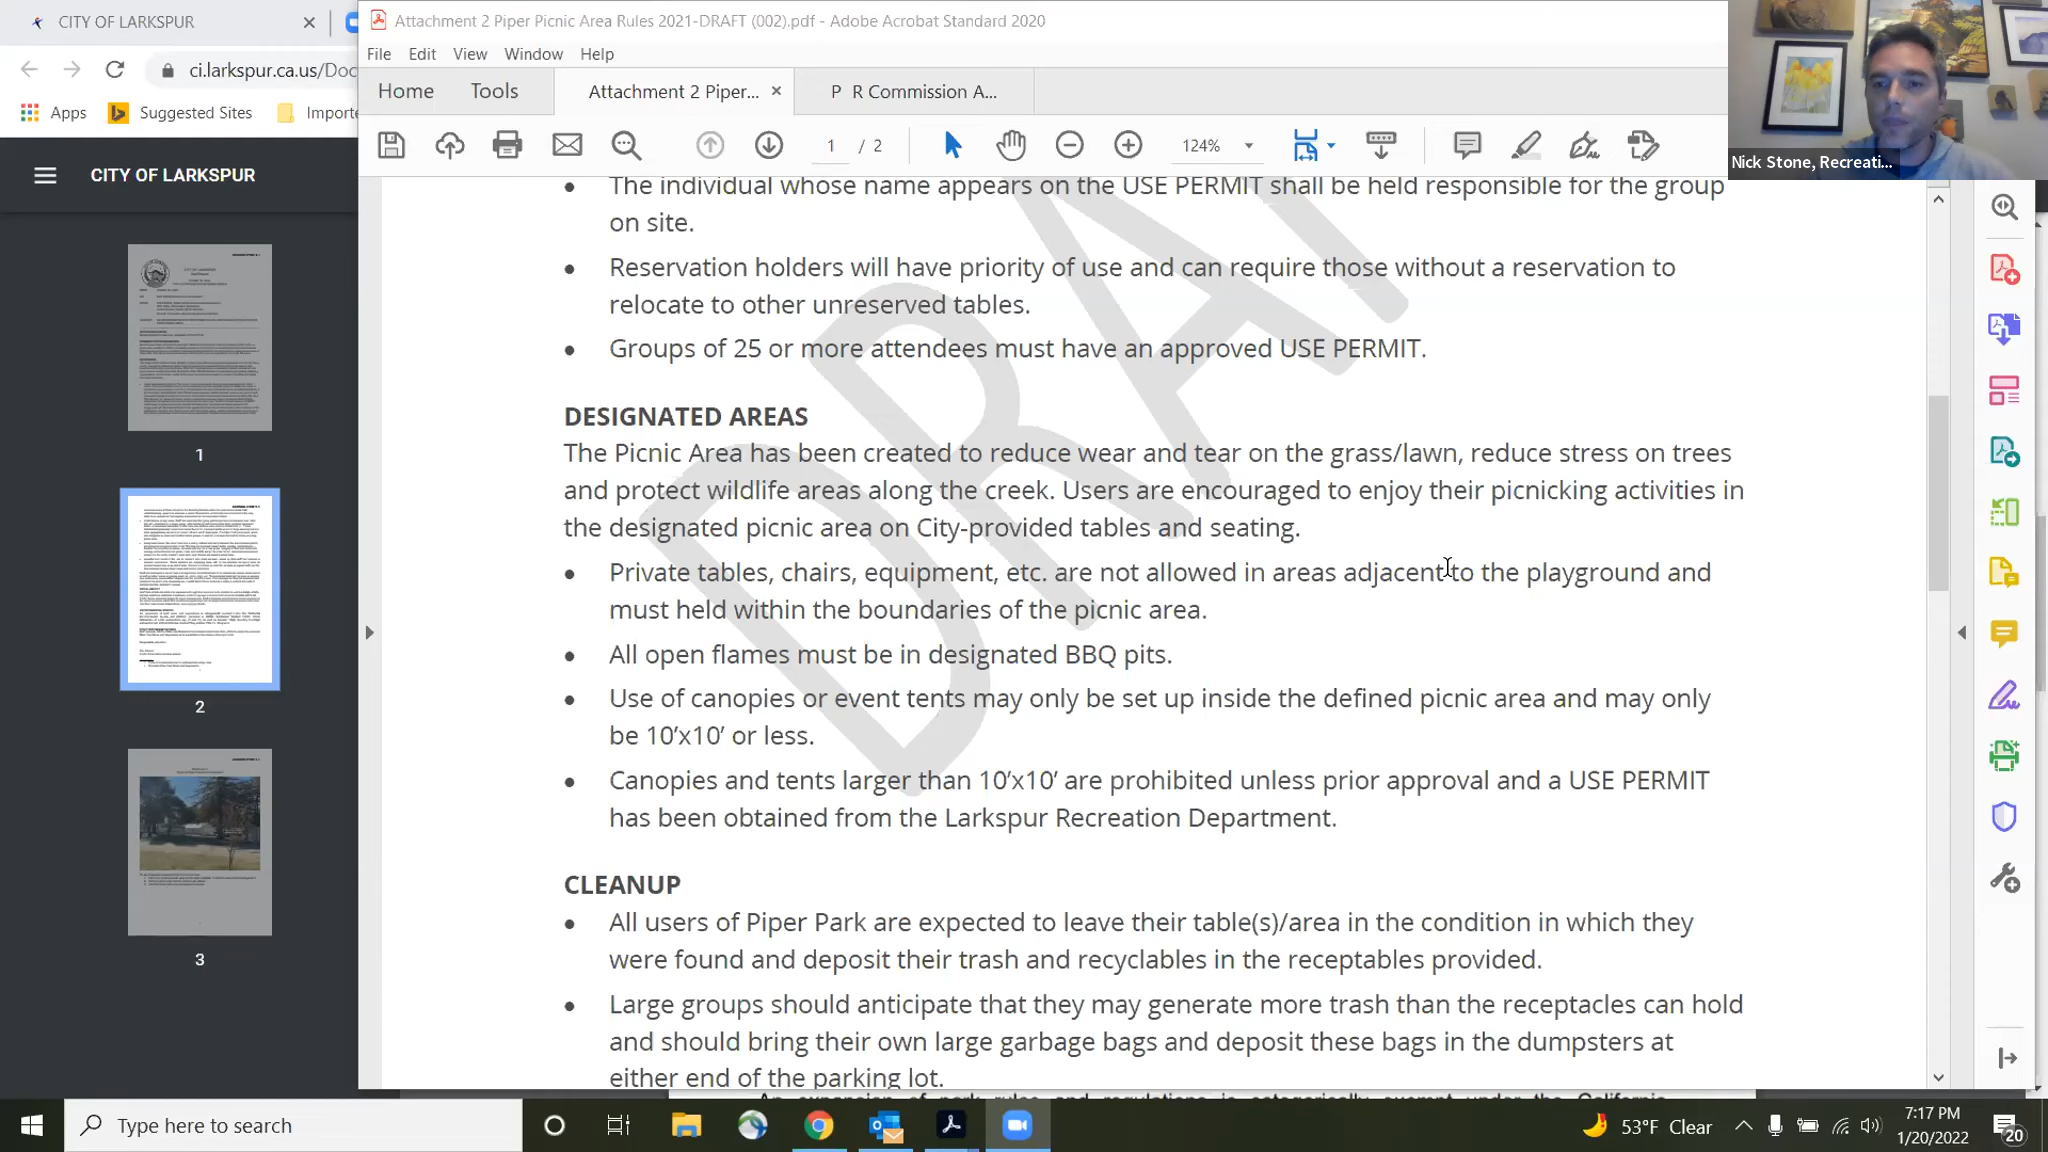 CITY OF LARKSPUR
Attachment 2 Piper Picnic Area Rules 2021-DRAFT (002).pdf - Adobe Acrobat Standard 2020
File Edit View Window Help
ci.larkspur.ca.us/Doc
Home Tools Attachment 2 Piper... P R Commission A...
Apps Suggested Sites Importe
1 / 2 124%
Nick Stone, Recreati...
CITY OF LARKSPUR
DRAFT
The individual whose name appears on the USE PERMIT shall be held responsible for the group
on site.
Reservation holders will have priority of use and can require those without a reservation to
relocate to other unreserved tables.
Groups of 25 or more attendees must have an approved USE PERMIT.
DESIGNATED AREAS
The Picnic Area has been created to reduce wear and tear on the grass/lawn, reduce stress on trees
and protect wildlife areas along the creek. Users are encouraged to enjoy their picnicking activities in
the designated picnic area on City-provided tables and seating.
Private tables, chairs, equipment, etc. are not allowed in areas adjacent to the playground and
must held within the boundaries of the picnic area.
All open flames must be in designated BBQ pits.
Use of canopies or event tents may only be set up inside the defined picnic area and may only
be 10’x10’ or less.
Canopies and tents larger than 10’x10’ are prohibited unless prior approval and a USE PERMIT
has been obtained from the Larkspur Recreation Department.
CLEANUP
All users of Piper Park are expected to leave their table(s)/area in the condition in which they
were found and deposit their trash and recyclables in the receptables provided.
Large groups should anticipate that they may generate more trash than the receptacles can hold
and should bring their own large garbage bags and deposit these bags in the dumpsters at
either end of the parking lot.
1
2
3
Type here to search
53°F Clear
7:17 PM
1/20/2022
20